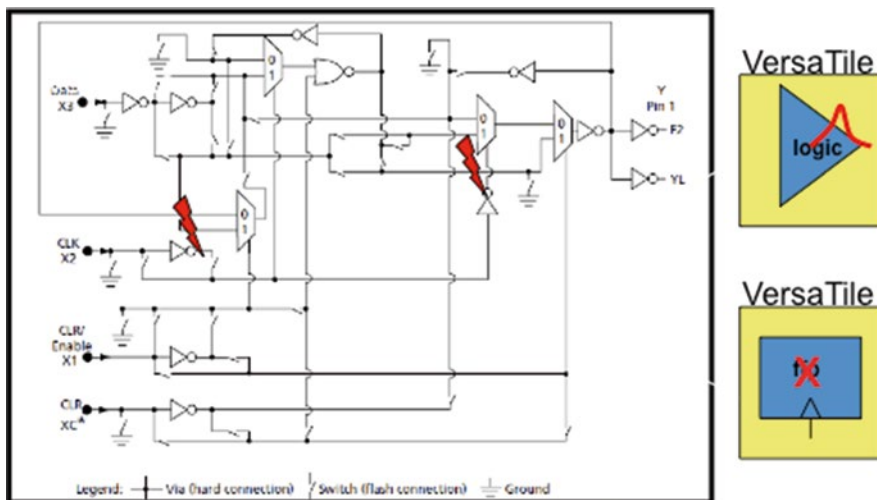 Data
X3
CLK
X2
CLR/
Enable
X1
CLR
XC*
0
1
0
1
0
1
0
1
Y
Pin 1
F2
YL
Legend: Via (hard connection) Switch (flash connection) Ground
VersaTile
logic
VersaTile